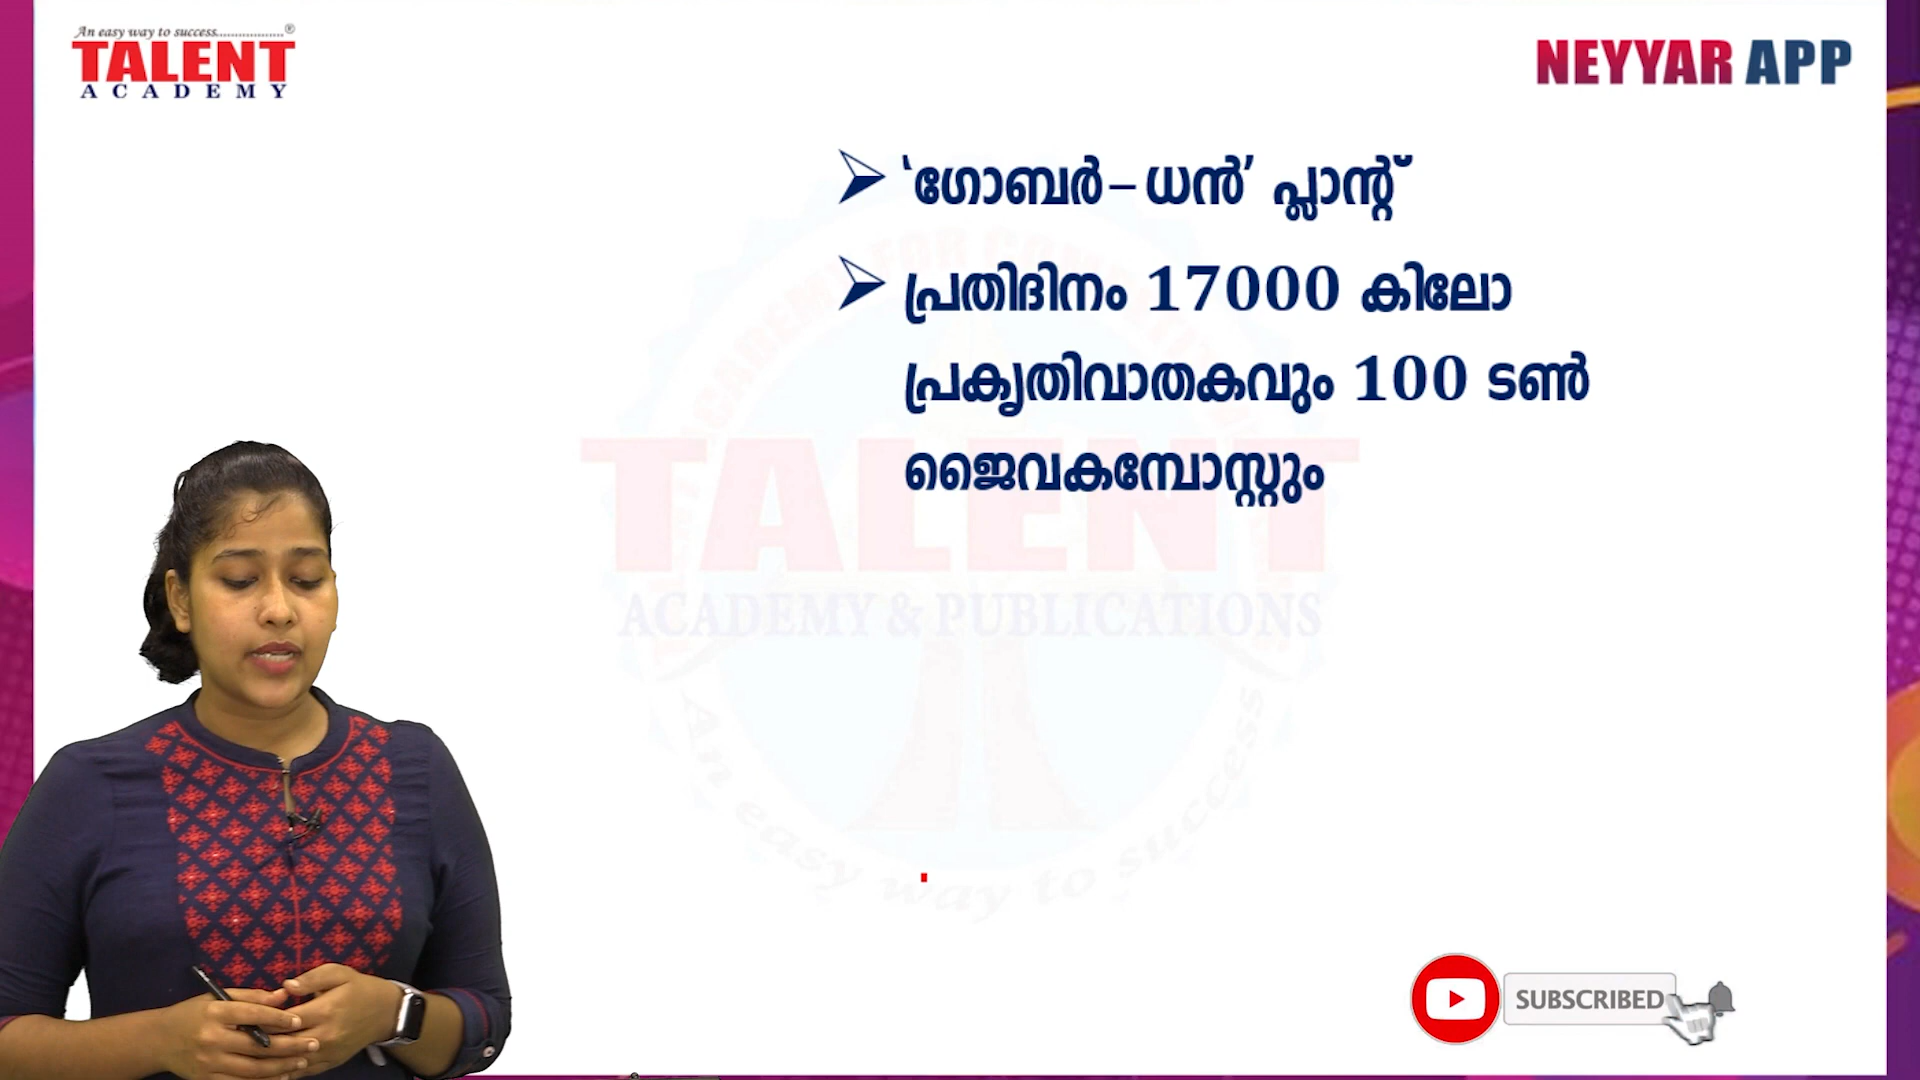 An easy way to success..................®
TALENT
ACADEMY
NEYYAR APP
‘ഗോബർ-ധൻ’ പ്ലാന്റ്
പ്രതിദിനം 17000 കിലോ
പ്രകൃതിവാതകവും 100 ടൺ
ജൈവകമ്പോസ്റ്റും
TALENT
ACADEMY & PUBLICATIONS
An easy way to success
SUBSCRIBED